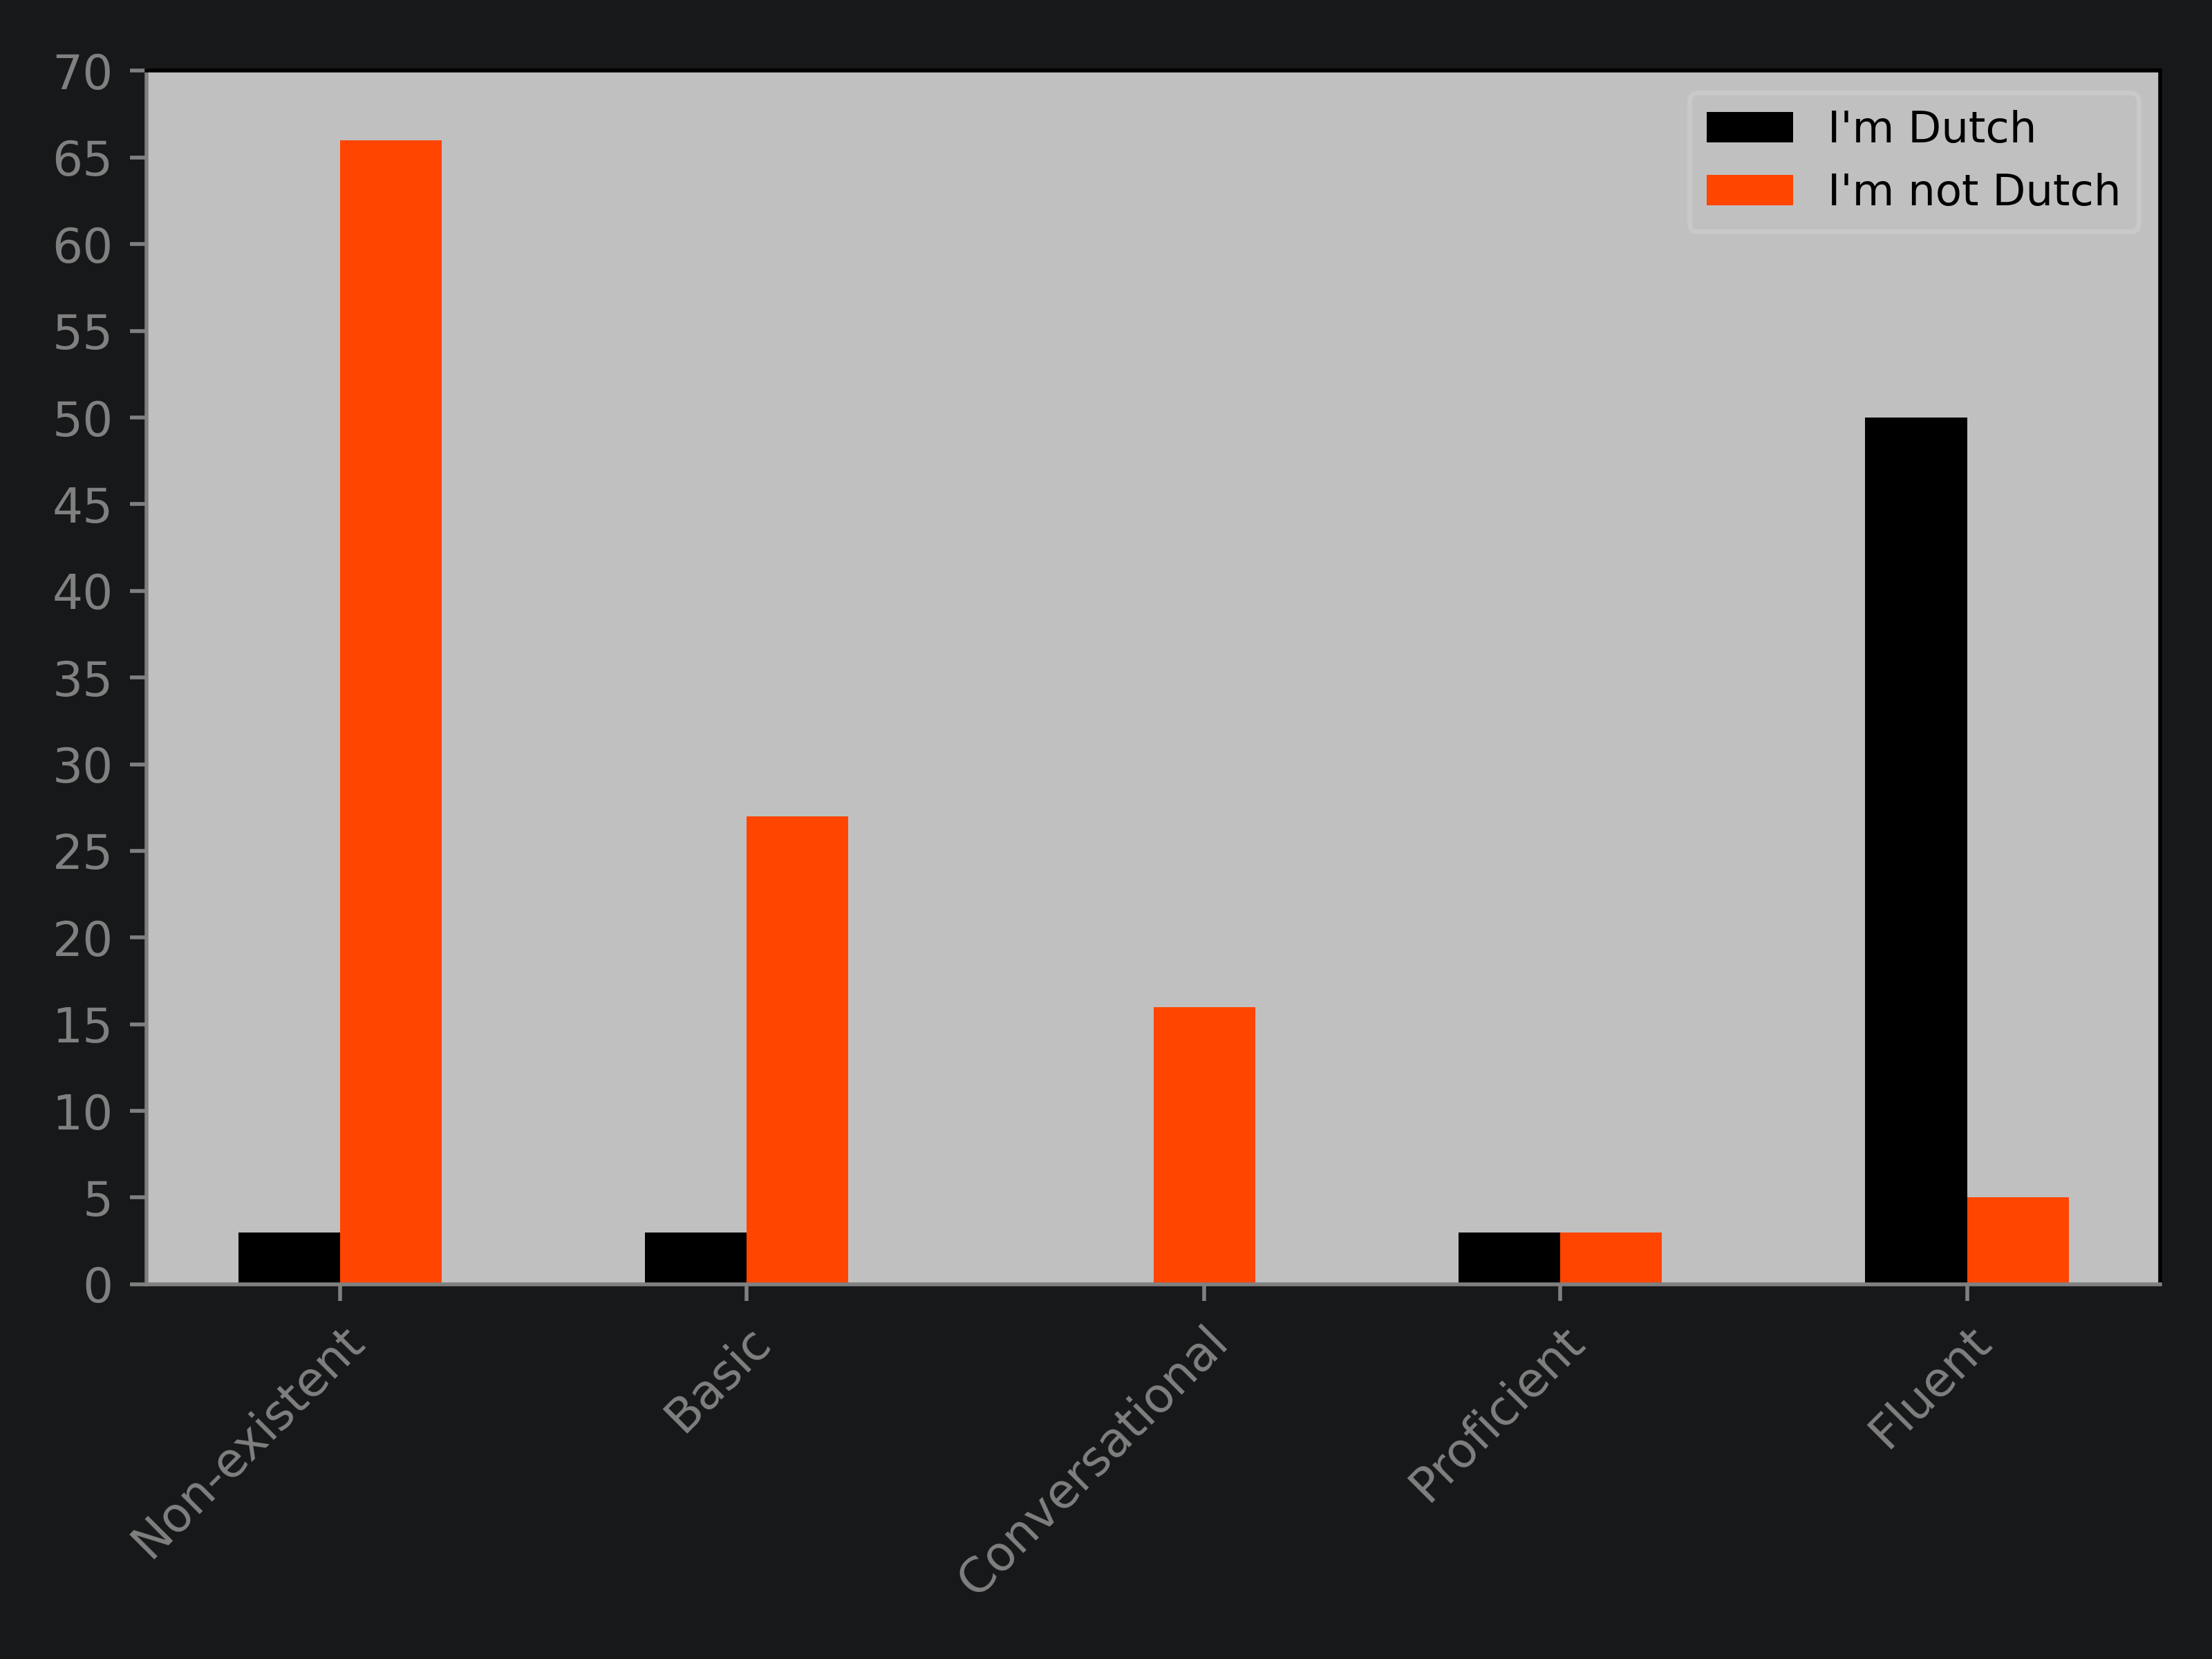 70
65
60
55
50
45
40
35
30
25
20
15
10
5
0
I'm Dutch
I'm not Dutch
Non-existent
Basic
Conversational
Proficient
Fluent